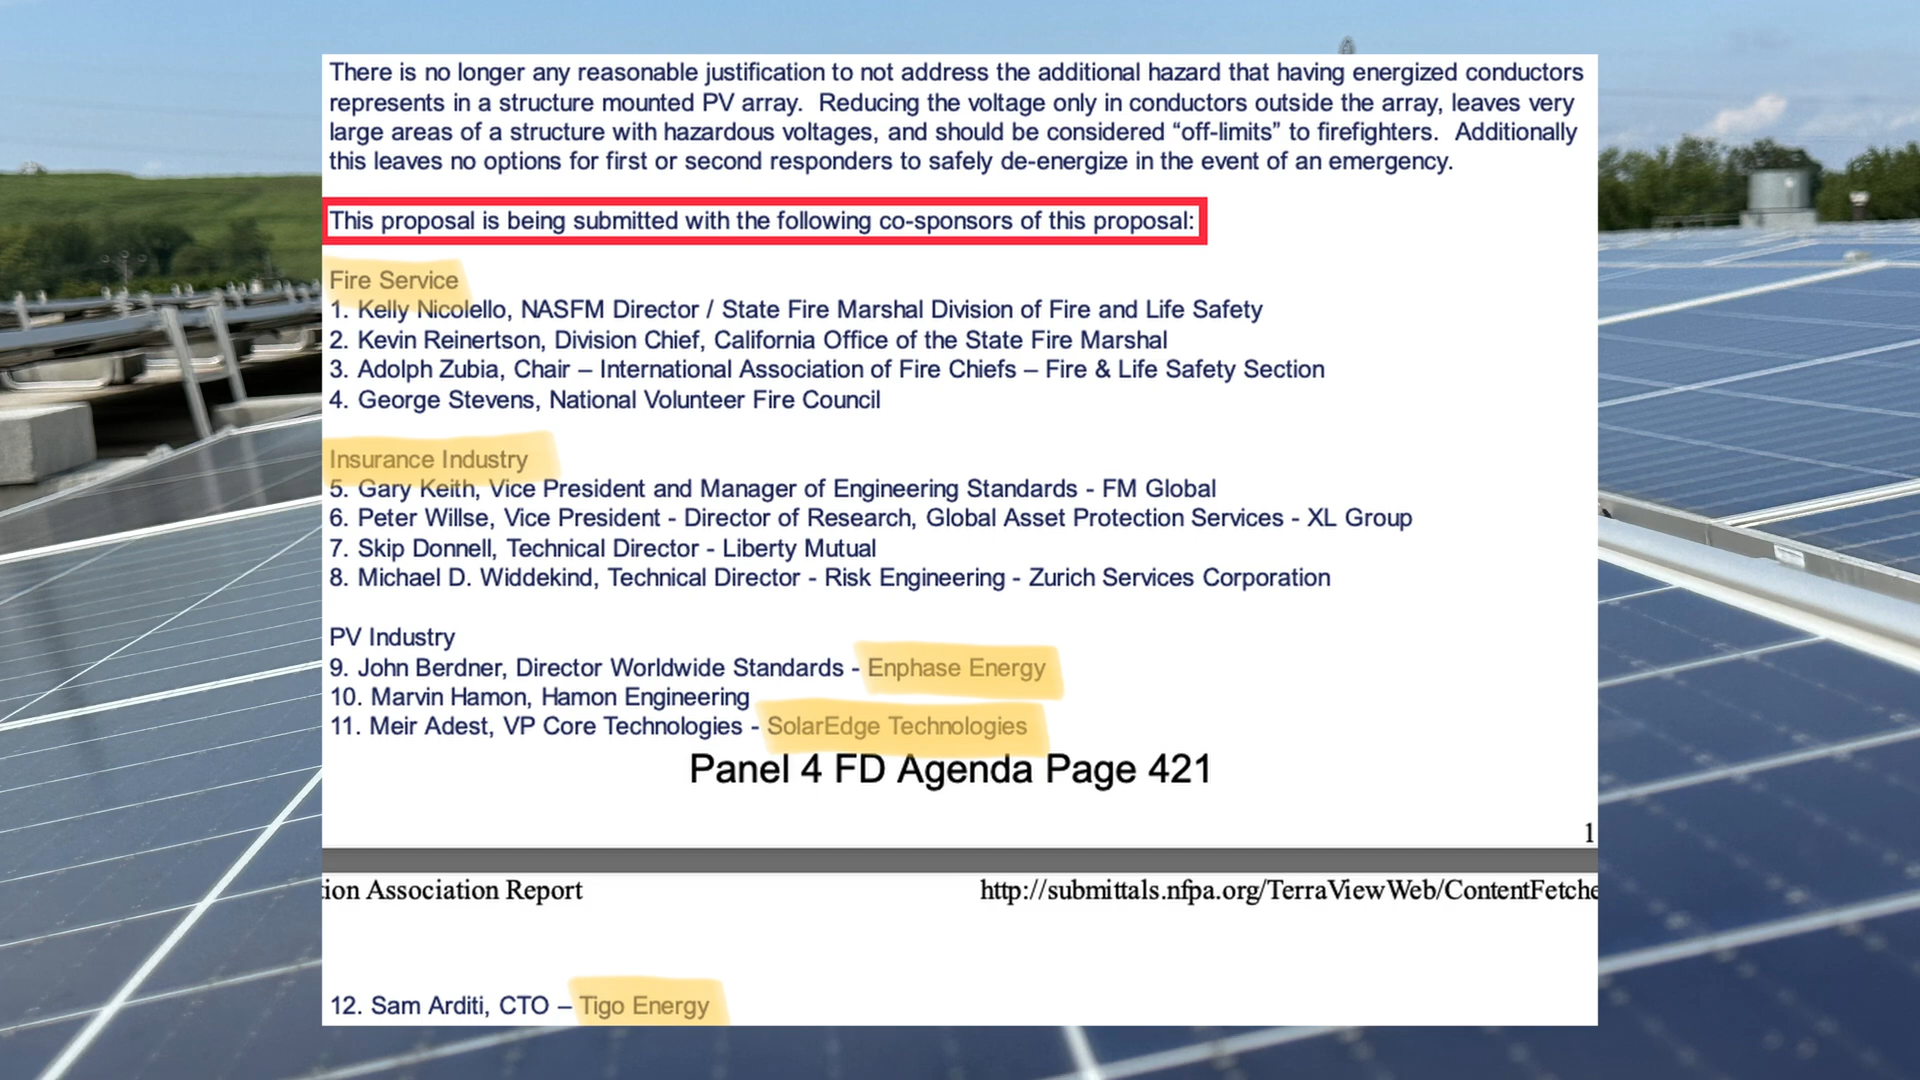 There is no longer any reasonable justification to not address the additional hazard that having energized conductors
represents in a structure mounted PV array.  Reducing the voltage only in conductors outside the array, leaves very
large areas of a structure with hazardous voltages, and should be considered “off-limits” to firefighters.  Additionally
this leaves no options for first or second responders to safely de-energize in the event of an emergency.
This proposal is being submitted with the following co-sponsors of this proposal:
Fire Service
1. Kelly Nicolello, NASFM Director / State Fire Marshal Division of Fire and Life Safety
2. Kevin Reinertson, Division Chief, California Office of the State Fire Marshal
3. Adolph Zubia, Chair – International Association of Fire Chiefs – Fire & Life Safety Section
4. George Stevens, National Volunteer Fire Council
Insurance Industry
5. Gary Keith, Vice President and Manager of Engineering Standards - FM Global
6. Peter Willse, Vice President - Director of Research, Global Asset Protection Services - XL Group
7. Skip Donnell, Technical Director - Liberty Mutual
8. Michael D. Widdekind, Technical Director - Risk Engineering - Zurich Services Corporation
PV Industry
9. John Berdner, Director Worldwide Standards - Enphase Energy
10. Marvin Hamon, Hamon Engineering
11. Meir Adest, VP Core Technologies - SolarEdge Technologies
Panel 4 FD Agenda Page 421
1
ion Association Report http://submittals.nfpa.org/TerraViewWeb/ContentFetche
12. Sam Arditi, CTO – Tigo Energy